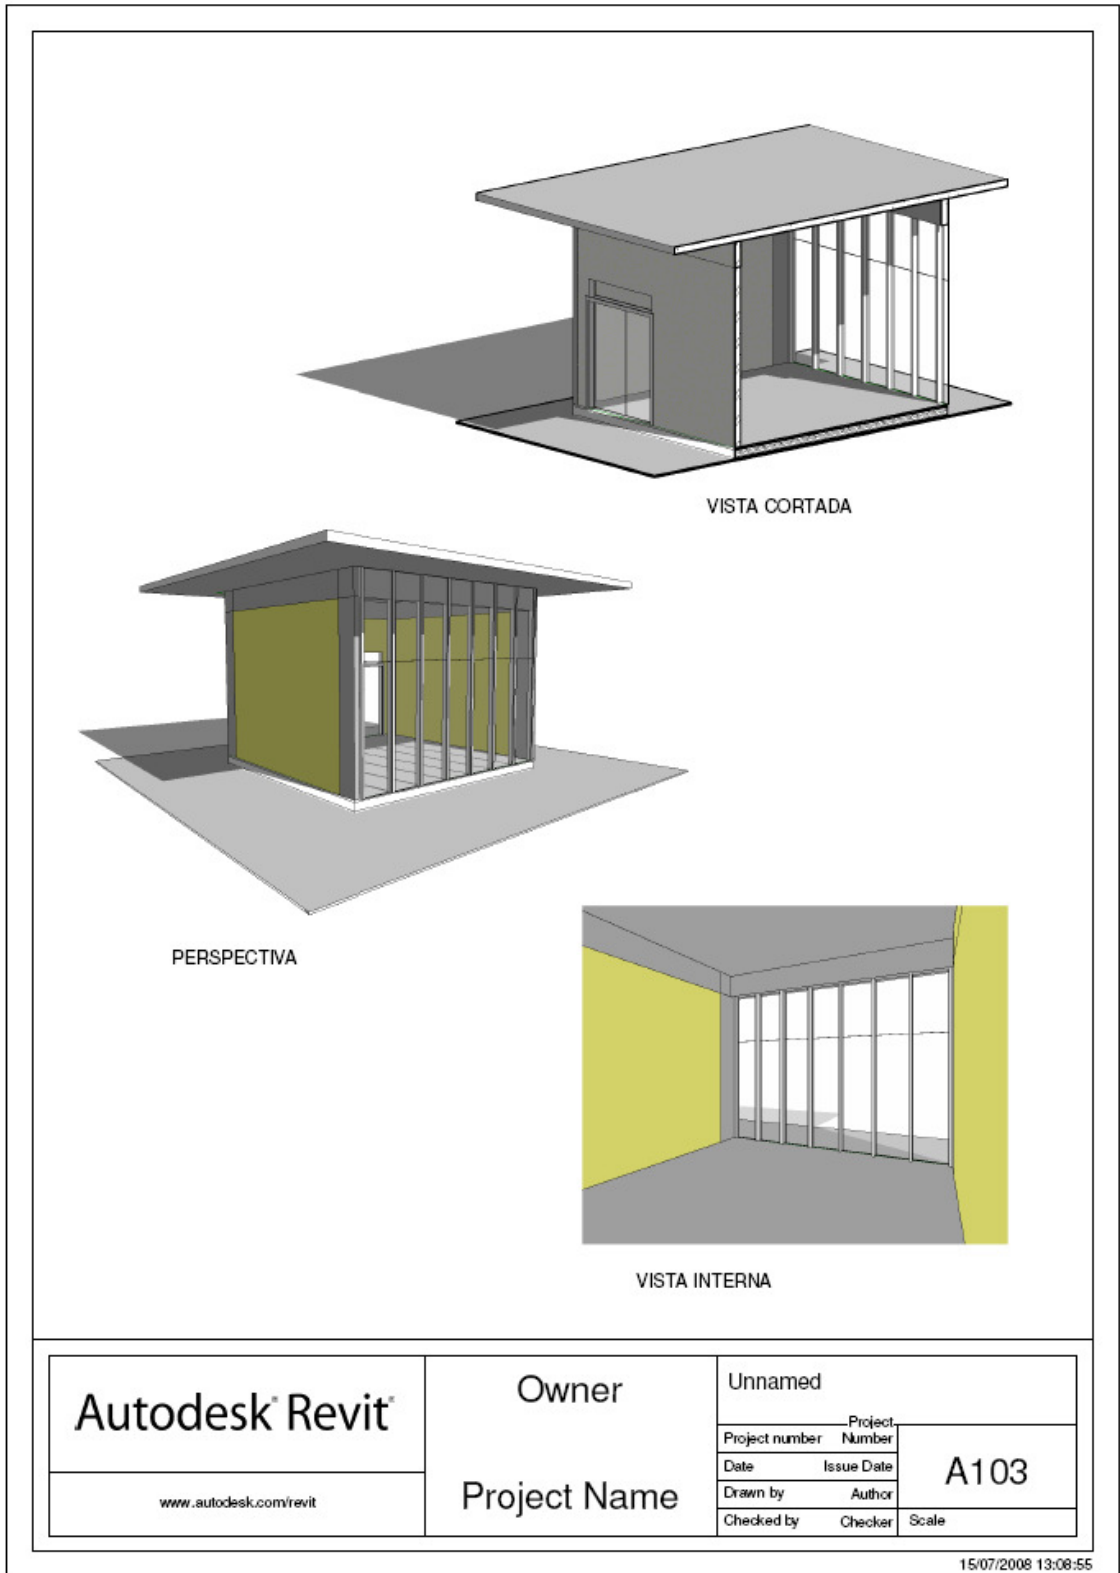 VISTA CORTADA
PERSPECTIVA
VISTA INTERNA
Autodesk® Revit®
www.autodesk.com/revit
Owner
Project Name
Unnamed
Project number Project Number
Date Issue Date
Drawn by Author
Checked by Checker
A103
Scale
15/07/2008 13:08:55